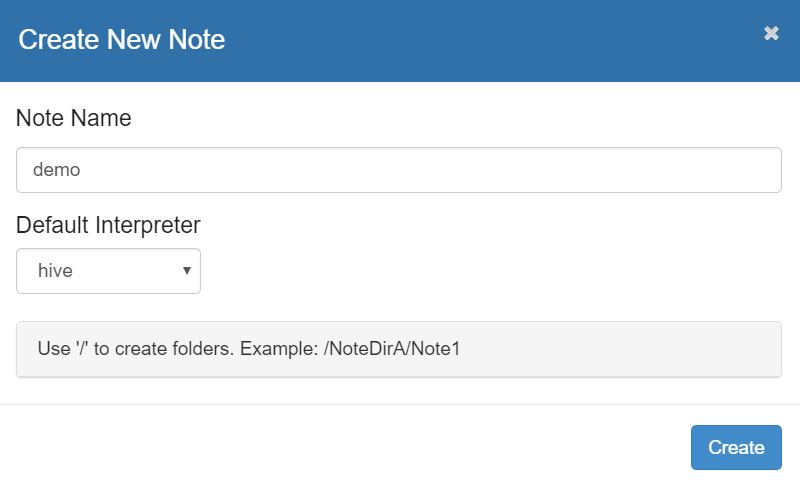 Create New Note
Note Name
demo
Default Interpreter
hive
Use '/' to create folders. Example: /NoteDirA/Note1
Create